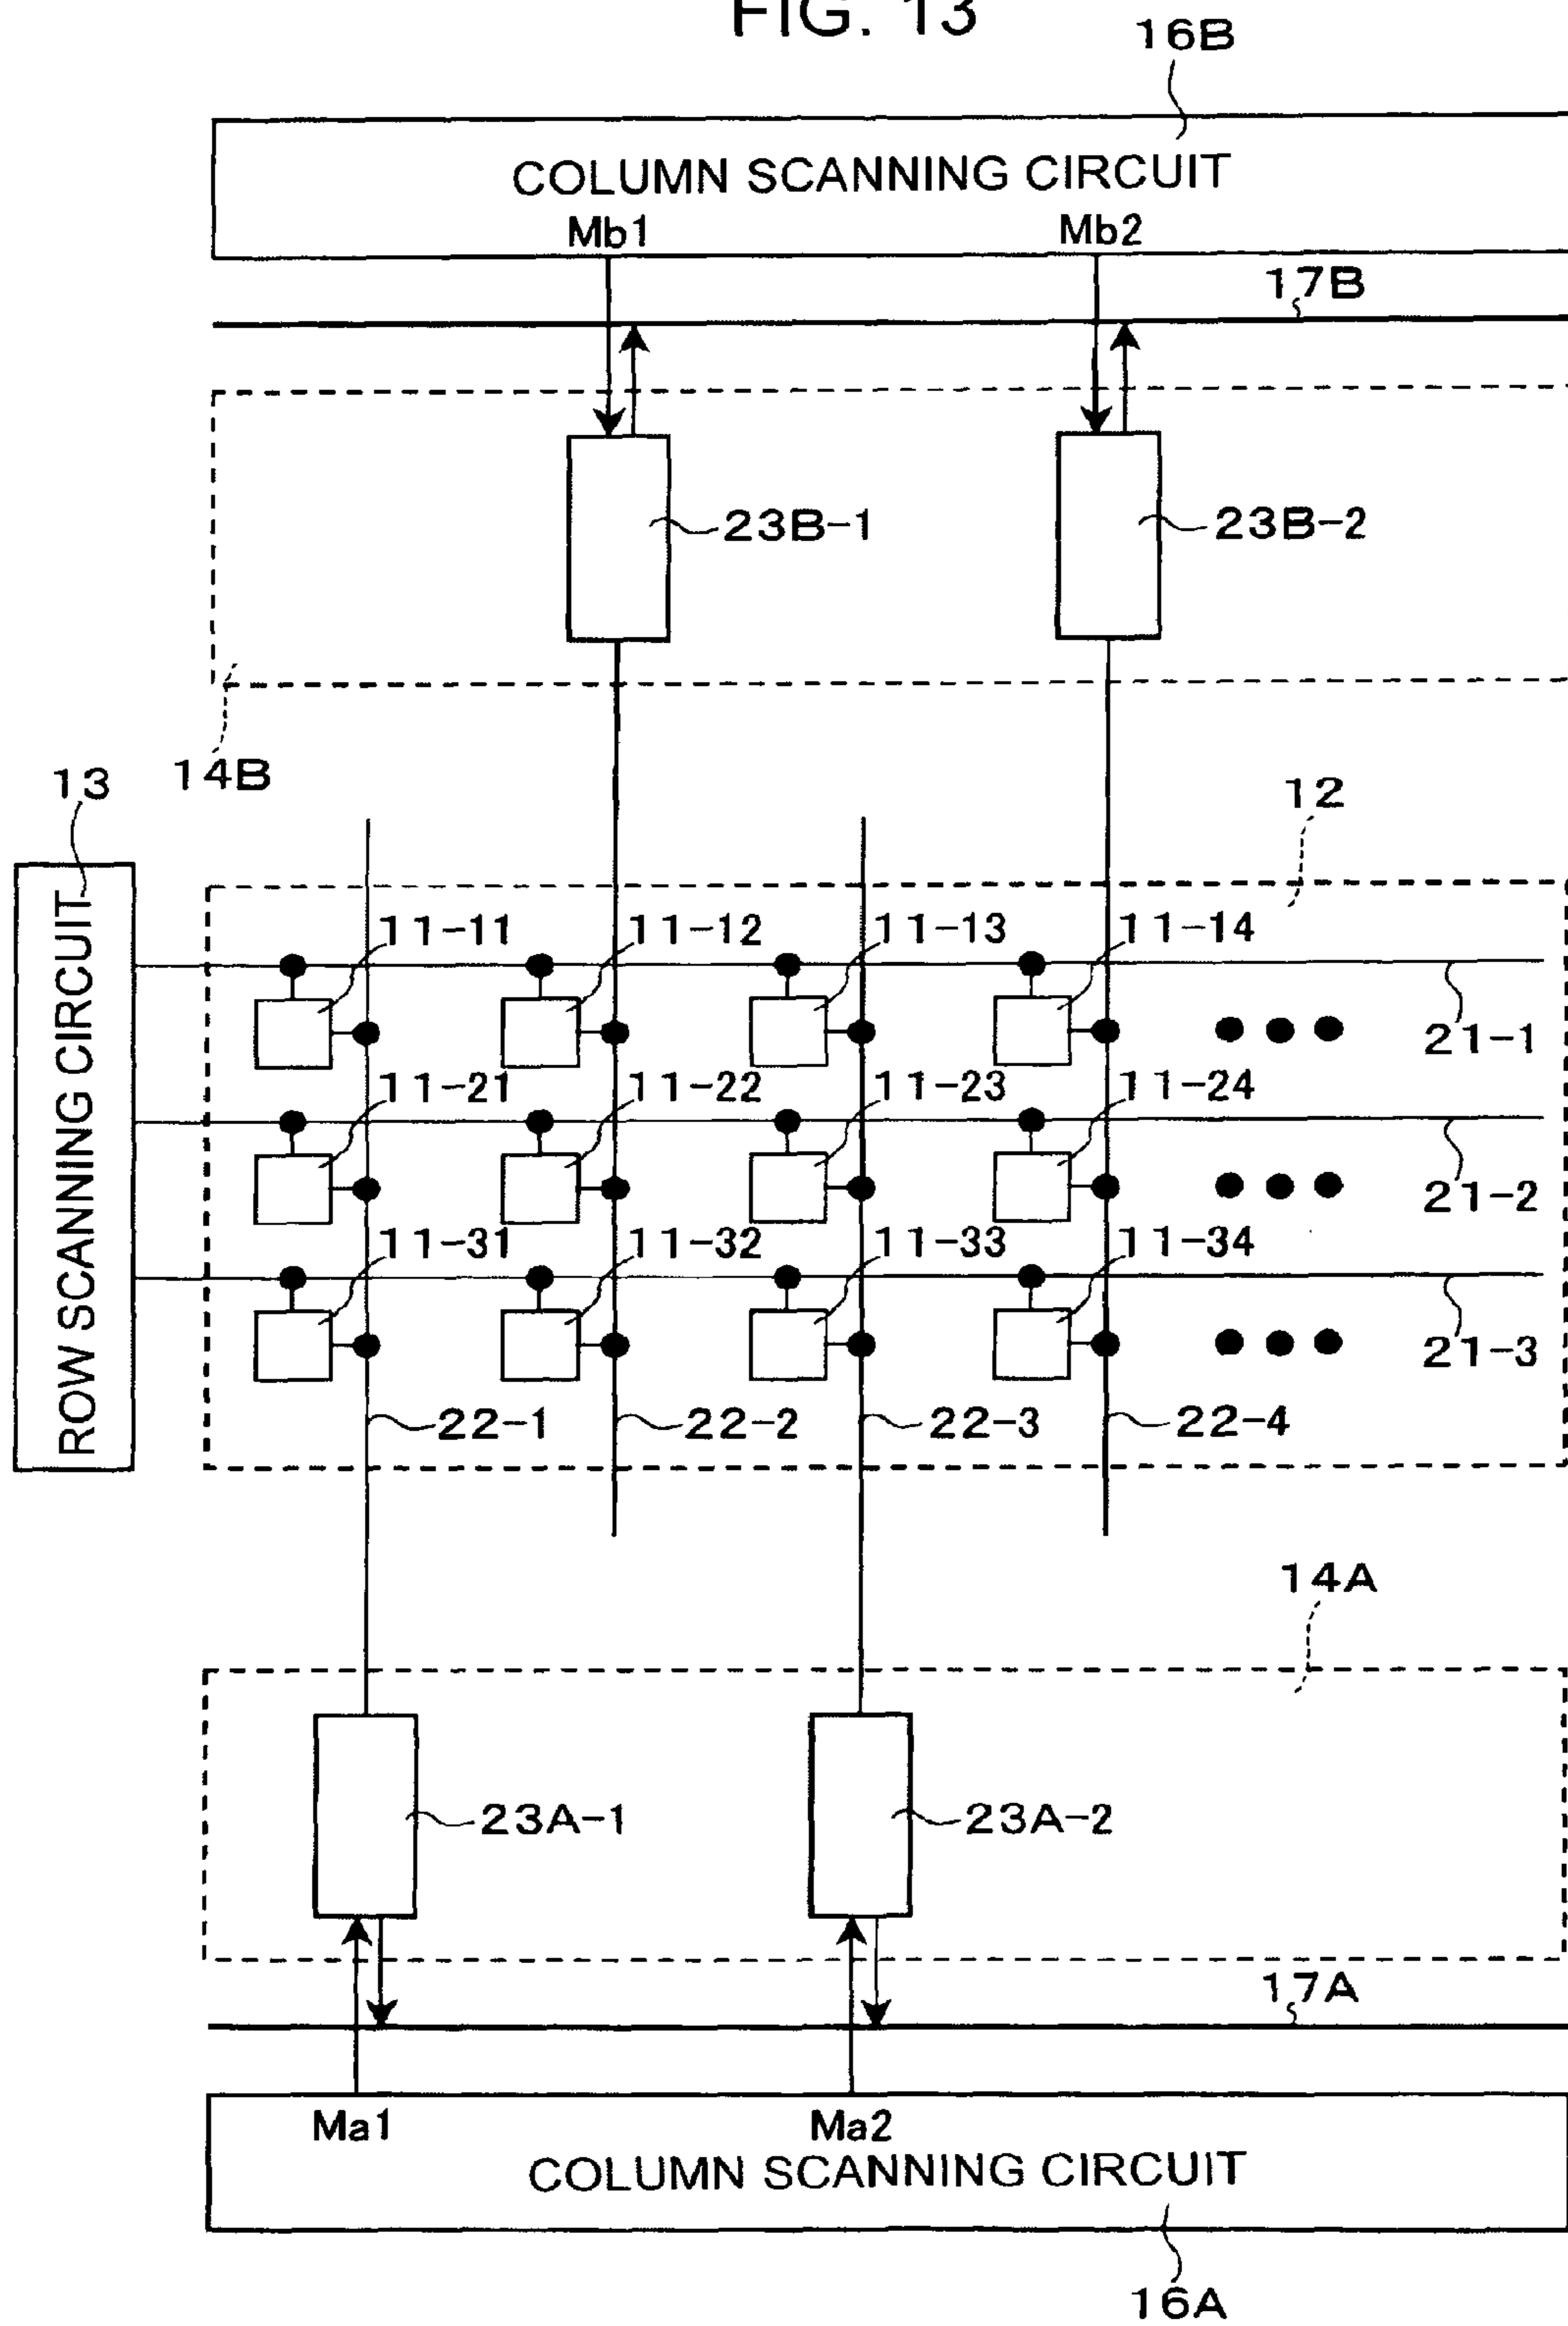 FIG. 13
16B
COLUMN SCANNING CIRCUIT
Mb1 Mb2
17B
23B-1 23B-2
14B
13
12
ROW SCANNING CIRCUIT
11-11 11-12 11-13 11-14
21-1
11-21 11-22 11-23 11-24
21-2
11-31 11-32 11-33 11-34
21-3
22-1 22-2 22-3 22-4
14A
23A-1 23A-2
17A
Ma1 Ma2
COLUMN SCANNING CIRCUIT
16A